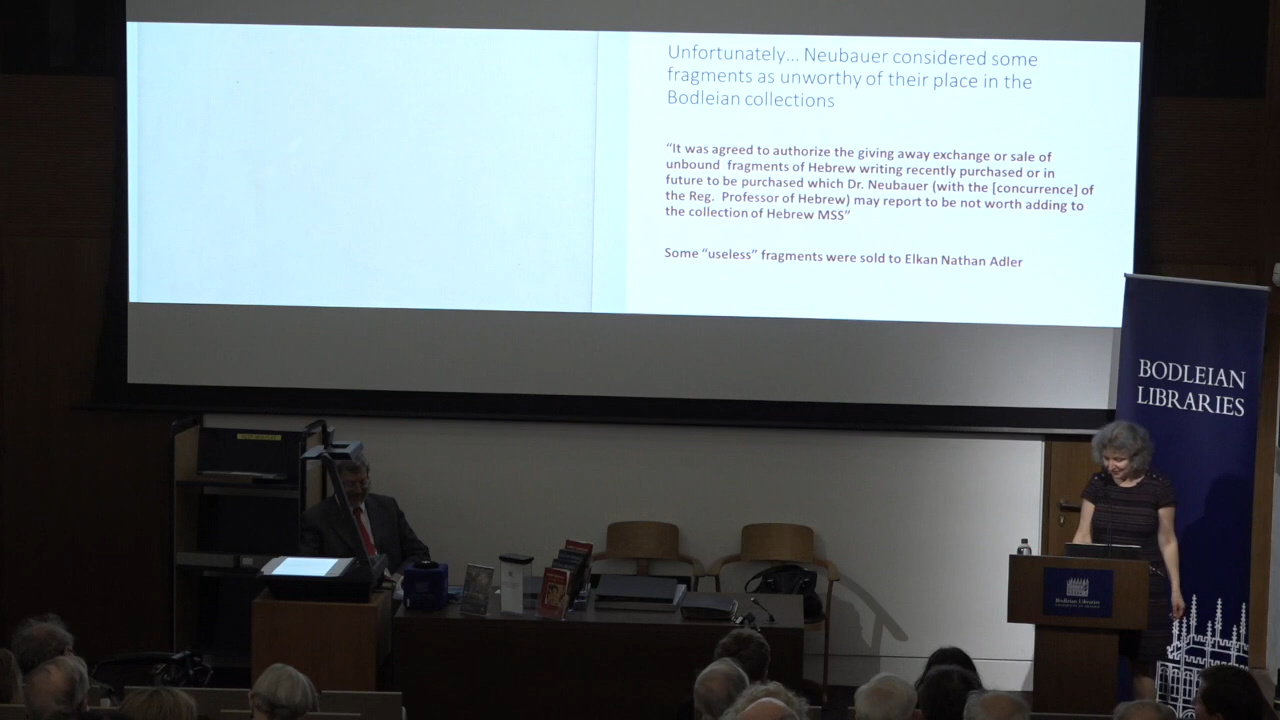 Unfortunately... Neubauer considered some
fragments as unworthy of their place in the
Bodleian collections
“It was agreed to authorize the giving away exchange or sale of
unbound fragments of Hebrew writing recently purchased or in
future to be purchased which Dr. Neubauer (with the [concurrence] of
the Reg. Professor of Hebrew) may report to be not worth adding to
the collection of Hebrew MSS”
Some “useless” fragments were sold to Elkan Nathan Adler
BODLEIAN
LIBRARIES
Bodleian Libraries